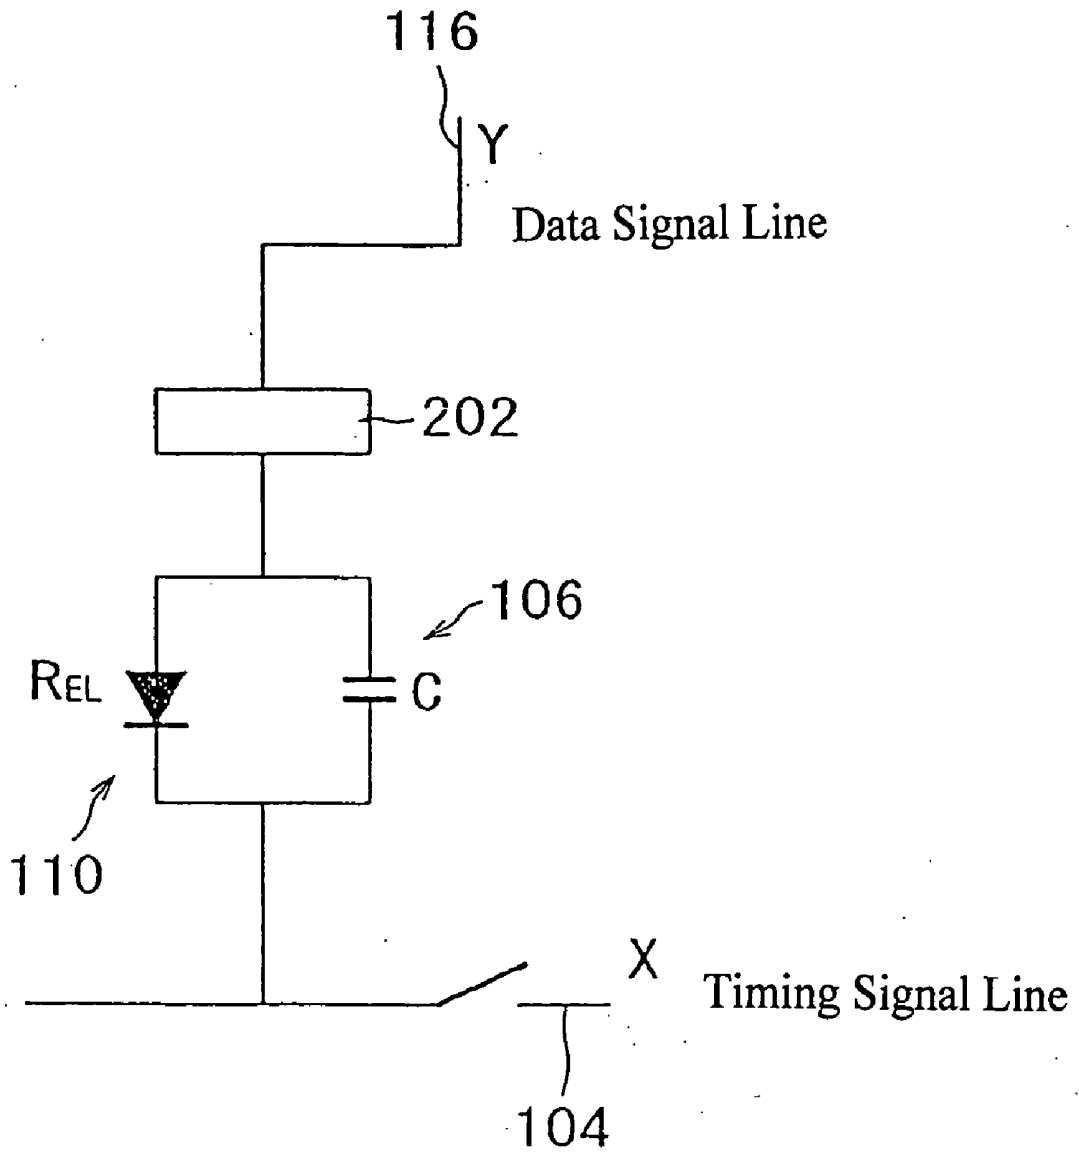 116
Y
Data Signal Line
202
106
REL
C
110
X
Timing Signal Line
104